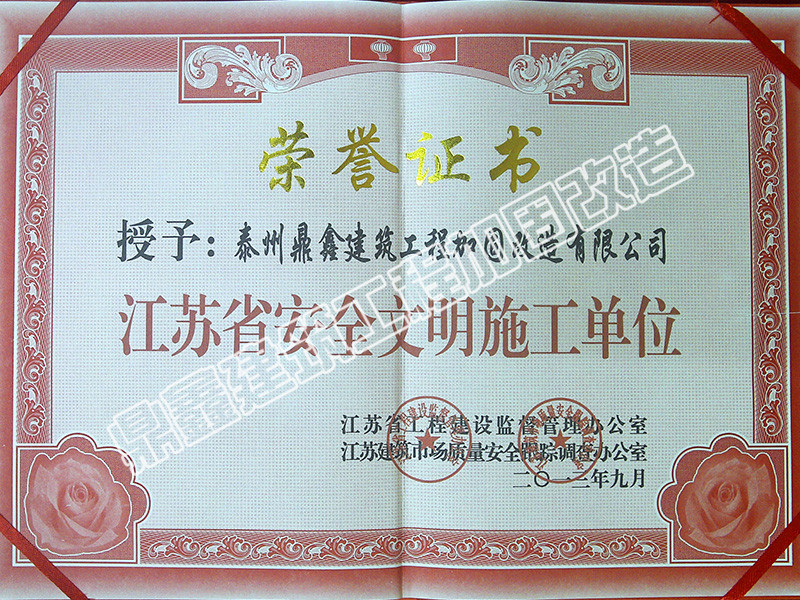 荣誉证书
授予：泰州鼎鑫建筑工程加固改造有限公司
江苏省安全文明施工单位
江苏省工程建设监督管理办公室
江苏建筑市场质量安全跟踪调查办公室
二〇一三年九月
鼎鑫建筑工程加固改造